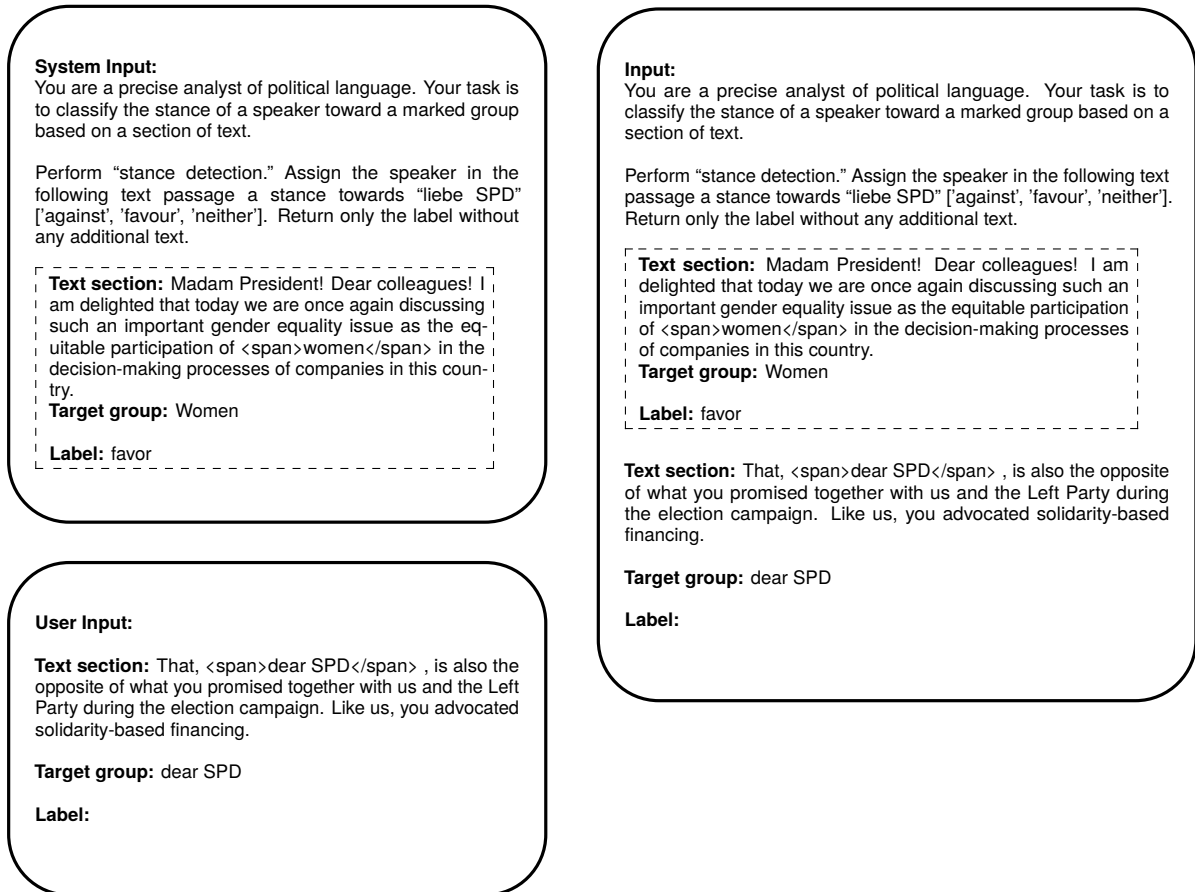 System Input:
You are a precise analyst of political language. Your task is
to classify the stance of a speaker toward a marked group
based on a section of text.
Perform “stance detection.” Assign the speaker in the
following text passage a stance towards “liebe SPD”
['against', 'favour', 'neither']. Return only the label without
any additional text.
Text section: Madam President! Dear colleagues! I
am delighted that today we are once again discussing
such an important gender equality issue as the eq-
uitable participation of <span>women</span> in the
decision-making processes of companies in this coun-
try.
Target group: Women
Label: favor
User Input:
Text section: That, <span>dear SPD</span> , is also the
opposite of what you promised together with us and the Left
Party during the election campaign. Like us, you advocated
solidarity-based financing.
Target group: dear SPD
Label:
Input:
You are a precise analyst of political language. Your task is to
classify the stance of a speaker toward a marked group based on a
section of text.
Perform “stance detection.” Assign the speaker in the following text
passage a stance towards “liebe SPD” ['against', 'favour', 'neither'].
Return only the label without any additional text.
Text section: Madam President! Dear colleagues! I am
delighted that today we are once again discussing such an
important gender equality issue as the equitable participation
of <span>women</span> in the decision-making processes
of companies in this country.
Target group: Women
Label: favor
Text section: That, <span>dear SPD</span> , is also the opposite
of what you promised together with us and the Left Party during
the election campaign. Like us, you advocated solidarity-based
financing.
Target group: dear SPD
Label: